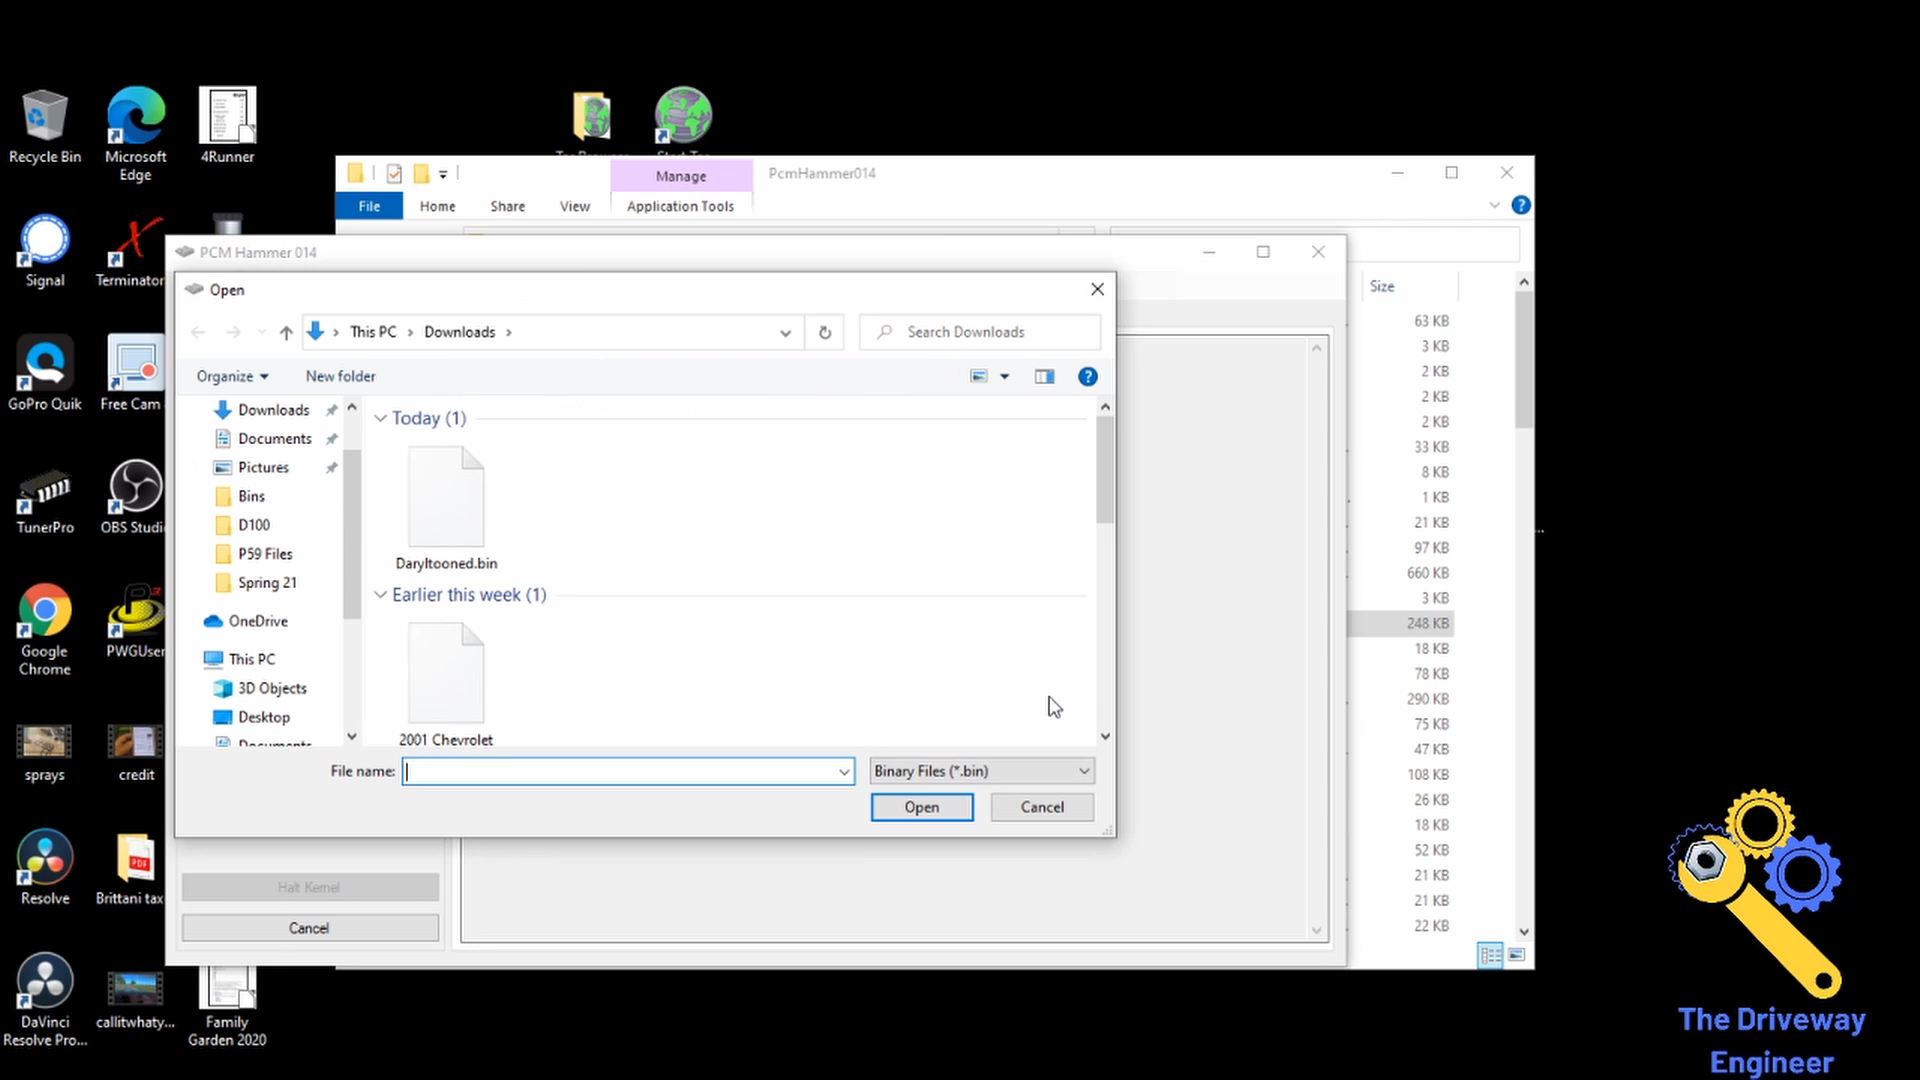 Recycle Bin
Microsoft
Edge
4Runner
Signal
Terminator
GoPro Quik
Free Cam
TunerPro
OBS Studi
Google
Chrome
PWGUser
sprays
credit
Resolve
Brittani tax
DaVinci
Resolve Pro...
callitwhaty...
Family
Garden 2020
Manage
PcmHammer014
File
Home
Share
View
Application Tools
Size
63 KB
3 KB
2 KB
2 KB
2 KB
33 KB
8 KB
1 KB
21 KB
97 KB
660 KB
3 KB
248 KB
18 KB
78 KB
290 KB
75 KB
47 KB
108 KB
26 KB
18 KB
52 KB
21 KB
21 KB
22 KB
PCM Hammer 014
Open
This PC > Downloads >
Search Downloads
Organize
New folder
Downloads
Documents
Pictures
Bins
D100
P59 Files
Spring 21
OneDrive
This PC
3D Objects
Desktop
Documents
Today (1)
Daryltooned.bin
Earlier this week (1)
2001 Chevrolet
File name:
Binary Files (*.bin)
Open
Cancel
Halt Kernel
Cancel
The Driveway
Engineer